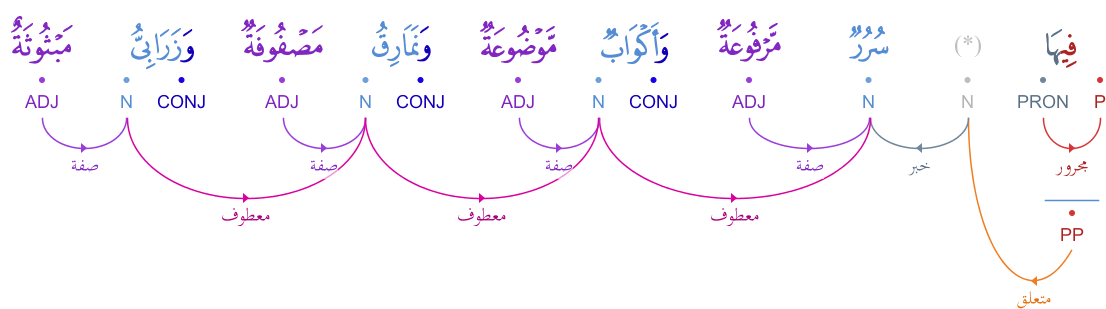 فِيهَا (*) سُرُرٌ مَّرْفُوعَةٌ وَأَكْوَابٌ مَّوْضُوعَةٌ وَنَمَارِقُ مَصْفُوفَةٌ وَزَرَابِىُّ مَبْثُوثَةٌ
P PRON N N ADJ CONJ N ADJ CONJ N ADJ CONJ N ADJ
مجرور خبر صفة صفة صفة صفة
معطوف معطوف معطوف
PP
متعلق